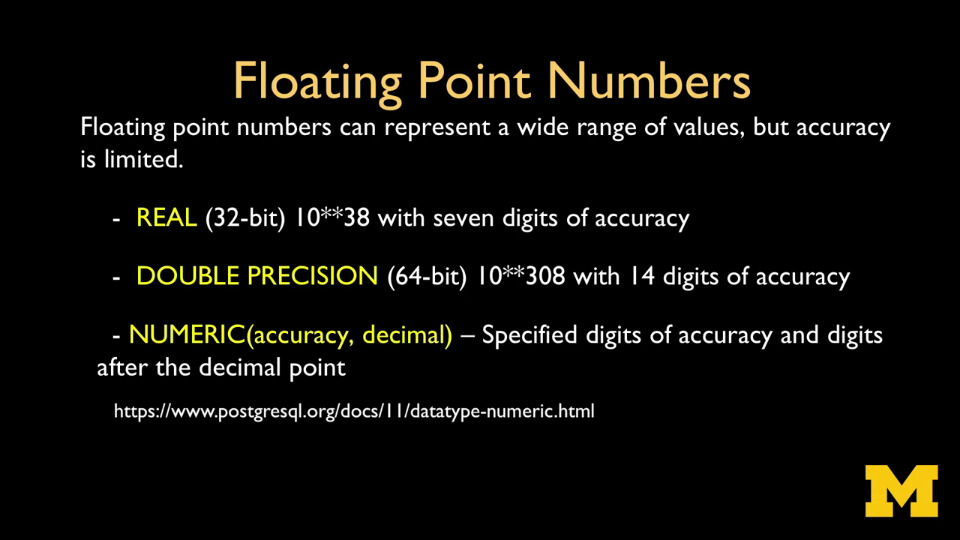 Floating Point Numbers
Floating point numbers can represent a wide range of values, but accuracy
is limited.
- REAL (32-bit) 10**38 with seven digits of accuracy
- DOUBLE PRECISION (64-bit) 10**308 with 14 digits of accuracy
- NUMERIC(accuracy, decimal) – Specified digits of accuracy and digits
after the decimal point
https://www.postgresql.org/docs/11/datatype-numeric.html
M